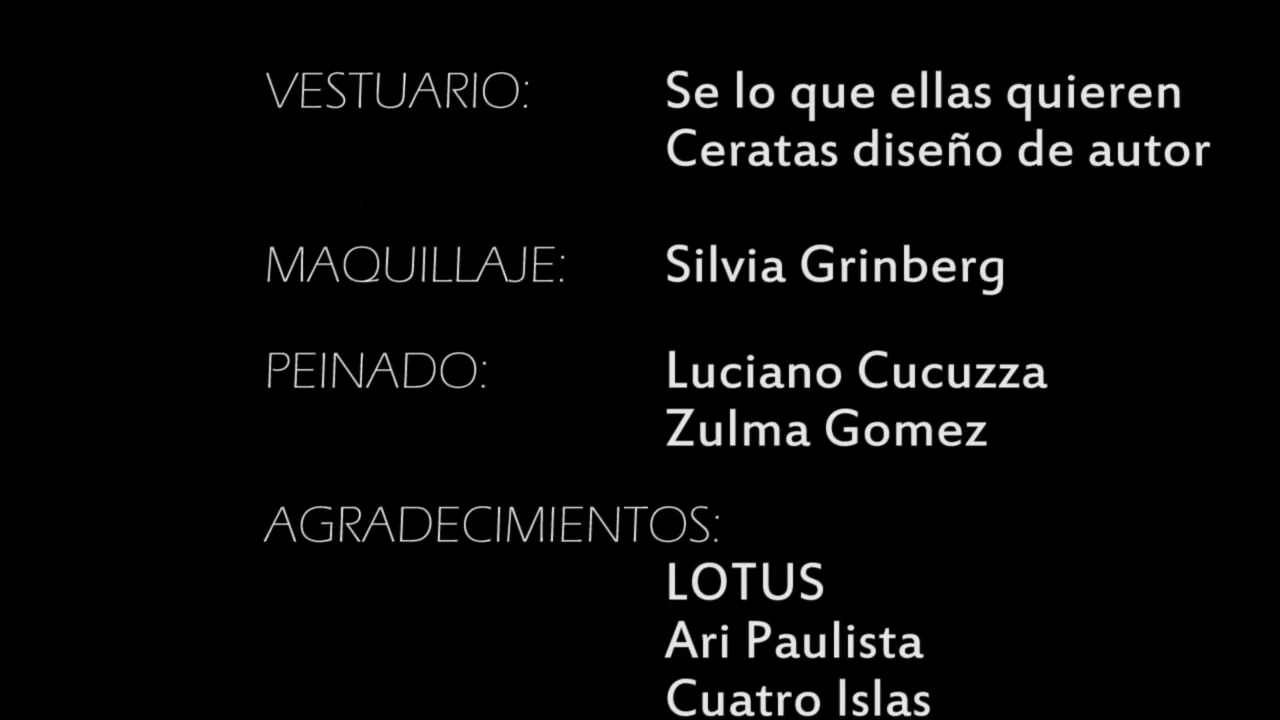 VESTUARIO: Se lo que ellas quieren
Ceratas diseño de autor
MAQUILLAJE: Silvia Grinberg
PEINADO: Luciano Cucuzza
Zulma Gomez
AGRADECIMIENTOS:
LOTUS
Ari Paulista
Cuatro Islas